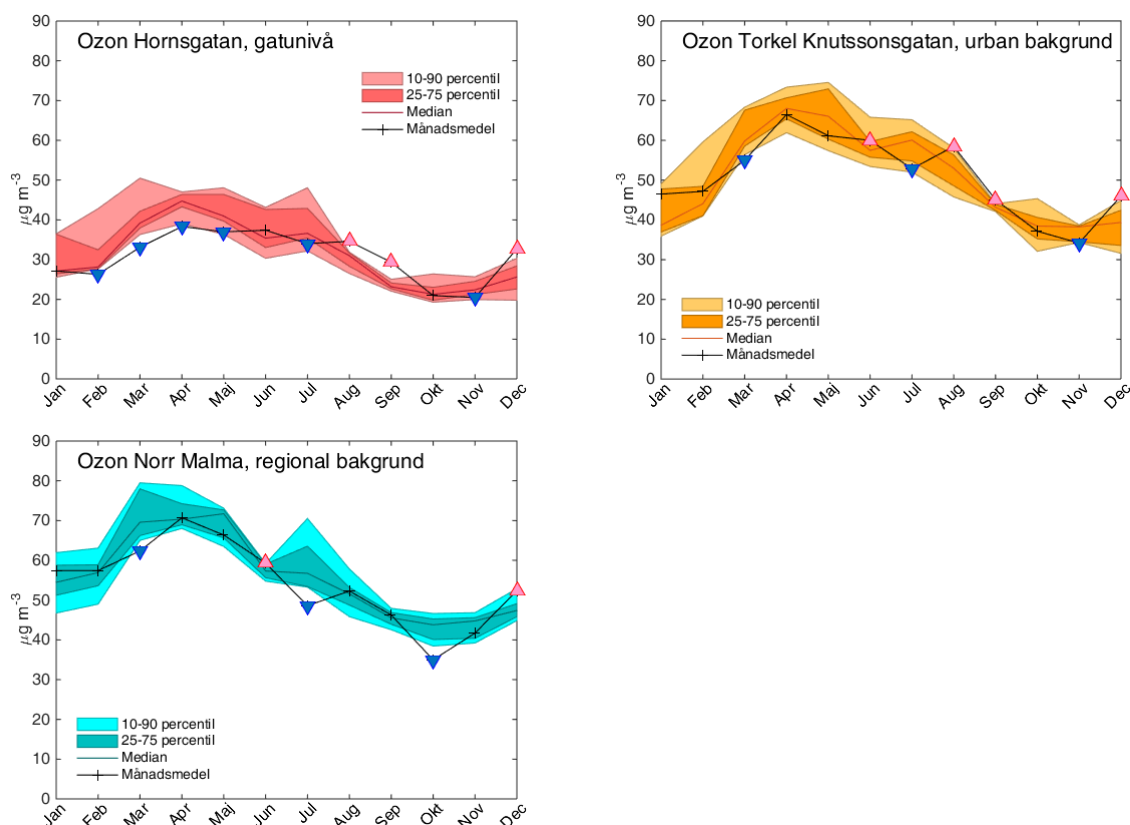 Ozon Hornsgatan, gatunivå
90
80
70
60
50
40
30
20
10
0
µg m-3
10-90 percentil
25-75 percentil
Median
Månadsmedel
Jan Feb Mar Apr Maj Jun Jul Aug Sep Okt Nov Dec
Ozon Torkel Knutssonsgatan, urban bakgrund
90
80
70
60
50
40
30
20
10
0
µg m-3
10-90 percentil
25-75 percentil
Median
Månadsmedel
Jan Feb Mar Apr Maj Jun Jul Aug Sep Okt Nov Dec
Ozon Norr Malma, regional bakgrund
90
80
70
60
50
40
30
20
10
0
µg m-3
10-90 percentil
25-75 percentil
Median
Månadsmedel
Jan Feb Mar Apr Maj Jun Jul Aug Sep Okt Nov Dec